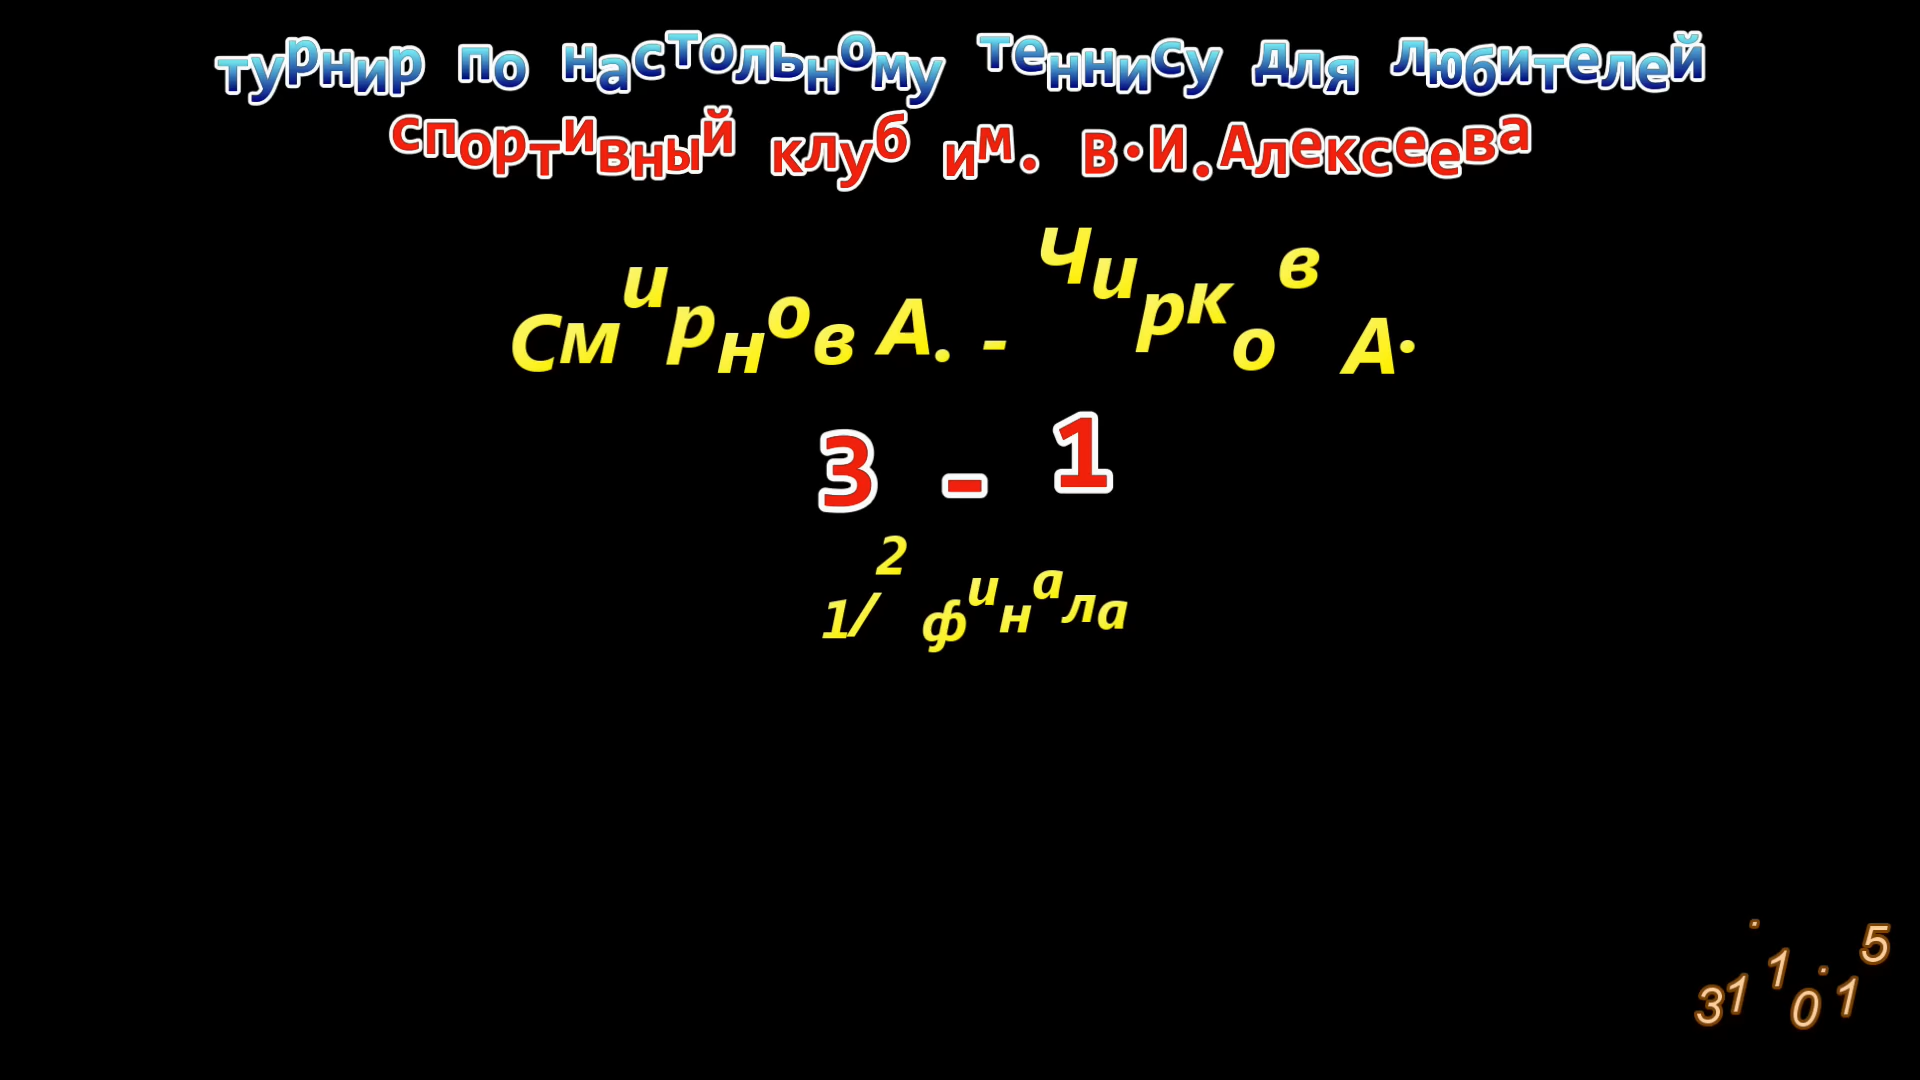 турнир по настольному теннису для любителей
спортивный клуб им. В.И.Алексеева
Смирнов А. - Чирков А.
3 - 1
1/2 финала
31.10.15